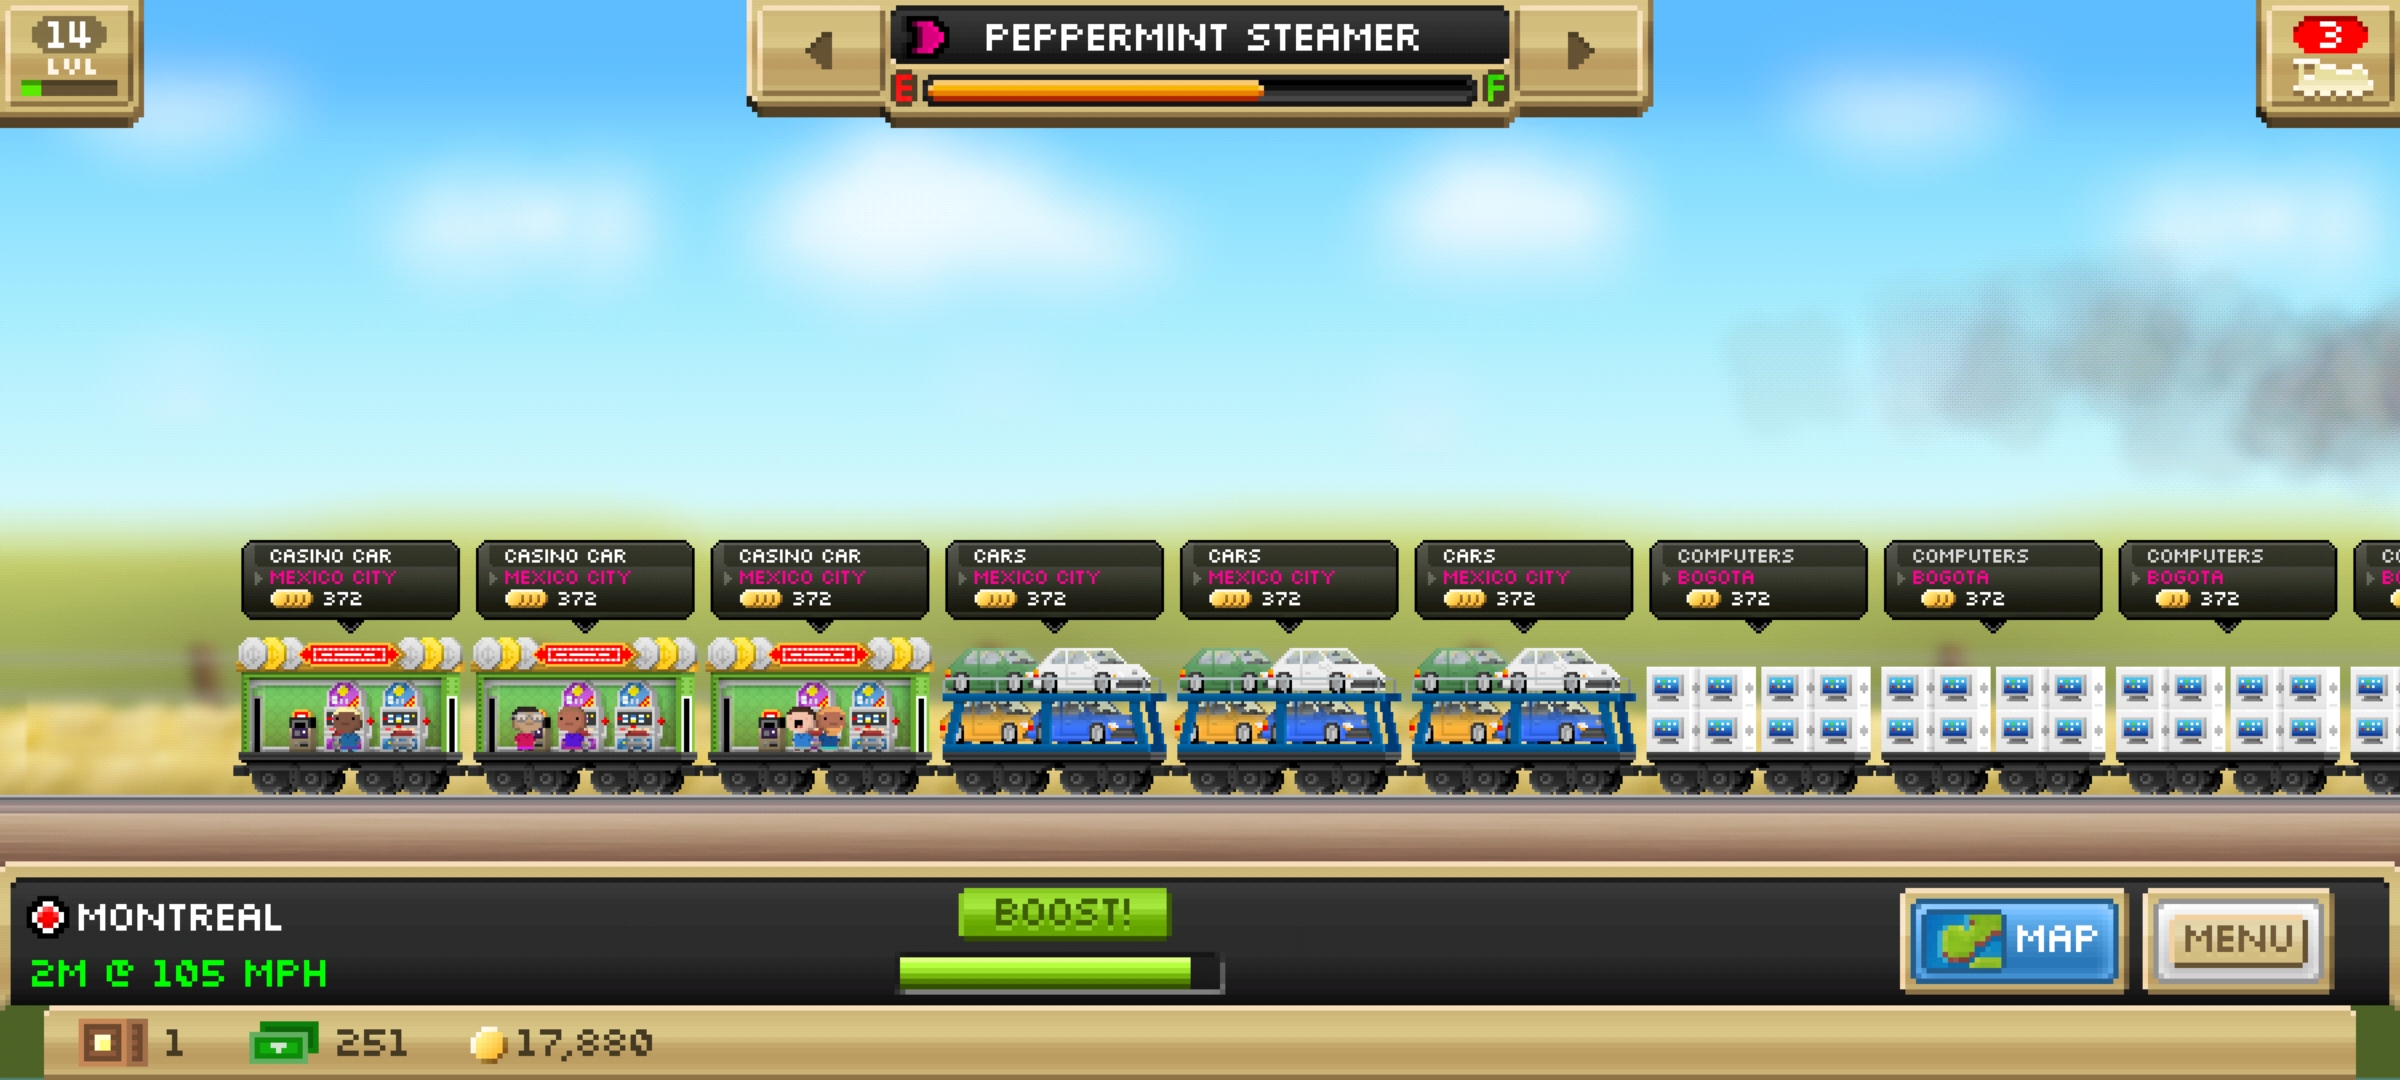 14
LVL
PEPPERMINT STEAMER
E F
3
CASINO CAR
MEXICO CITY
372
CASINO CAR
MEXICO CITY
372
CASINO CAR
MEXICO CITY
372
CARS
MEXICO CITY
372
CARS
MEXICO CITY
372
CARS
MEXICO CITY
372
COMPUTERS
BOGOTA
372
COMPUTERS
BOGOTA
372
COMPUTERS
BOGOTA
372
MONTREAL
2M @ 105 MPH
BOOST!
MAP
MENU
1
251
17,880